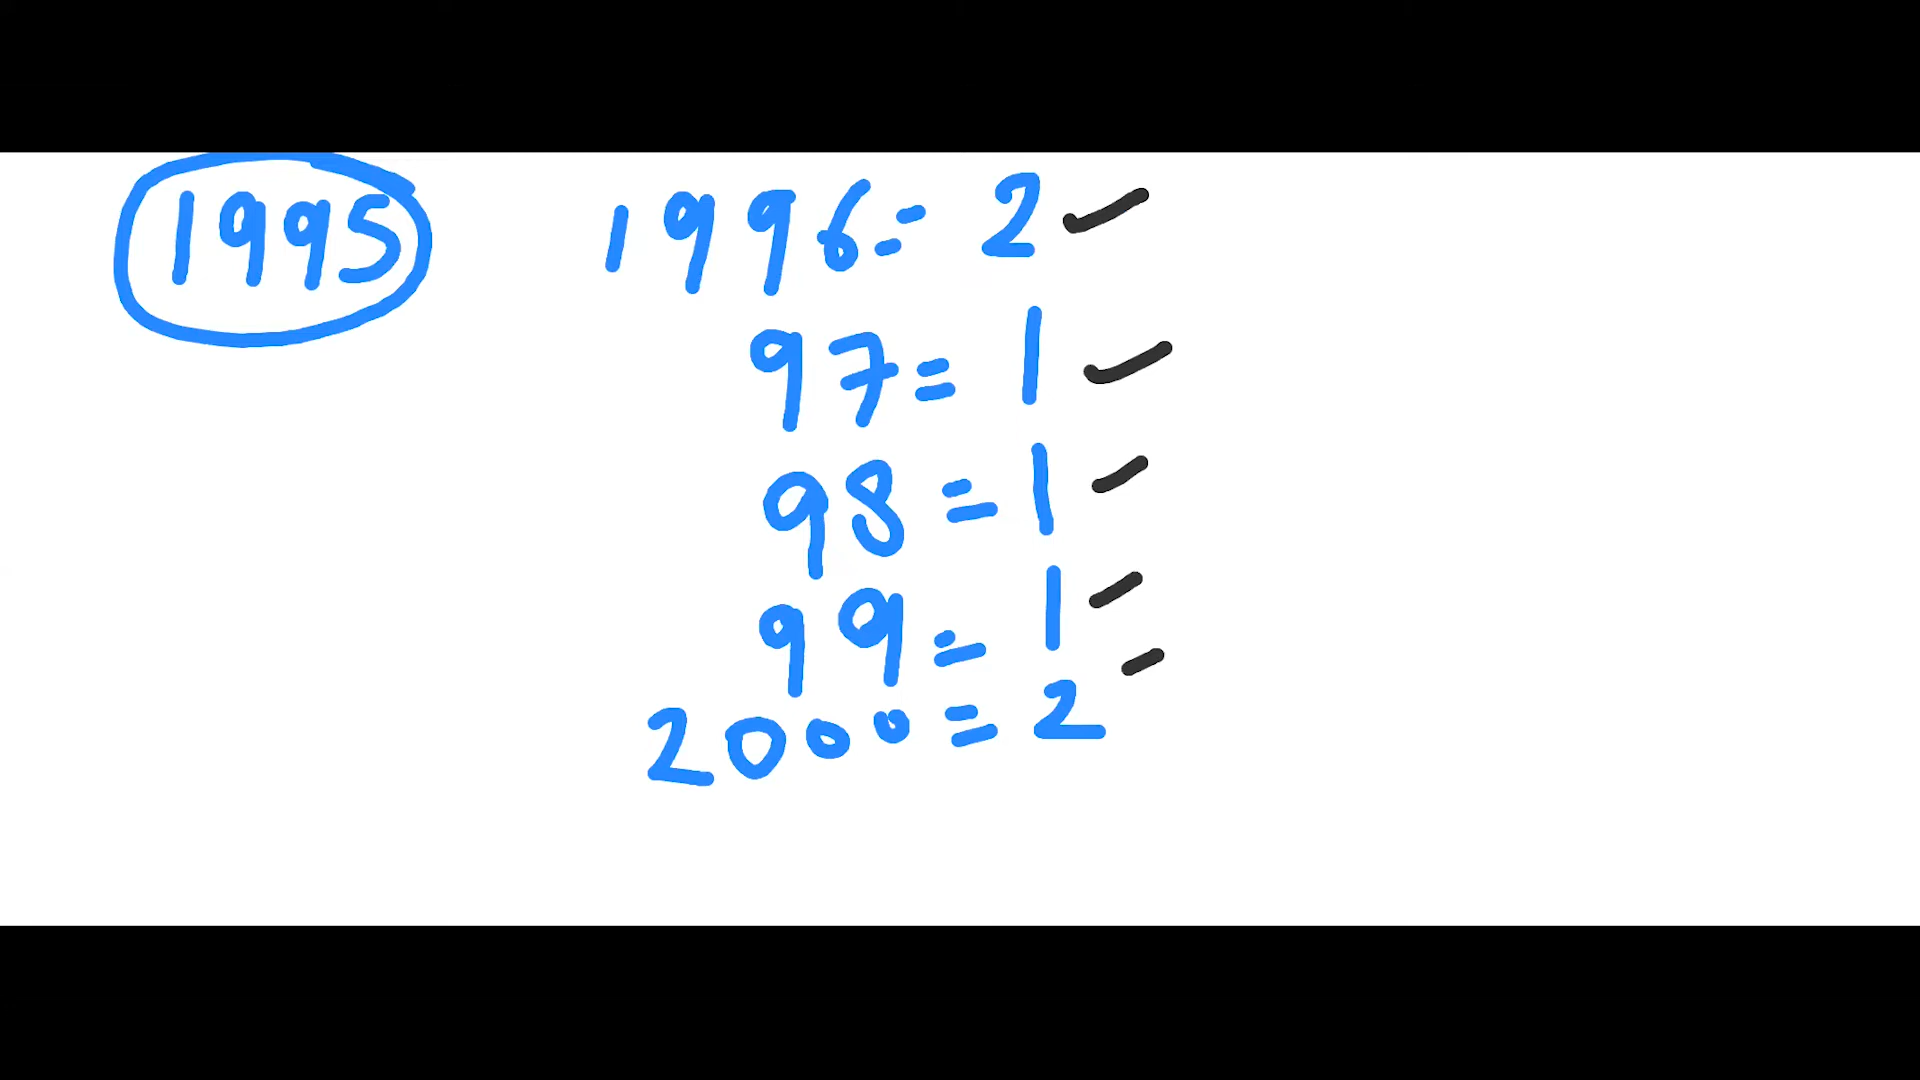 1995
1996 = 2
97 = 1
98 = 1
99 = 1
2000 = 2